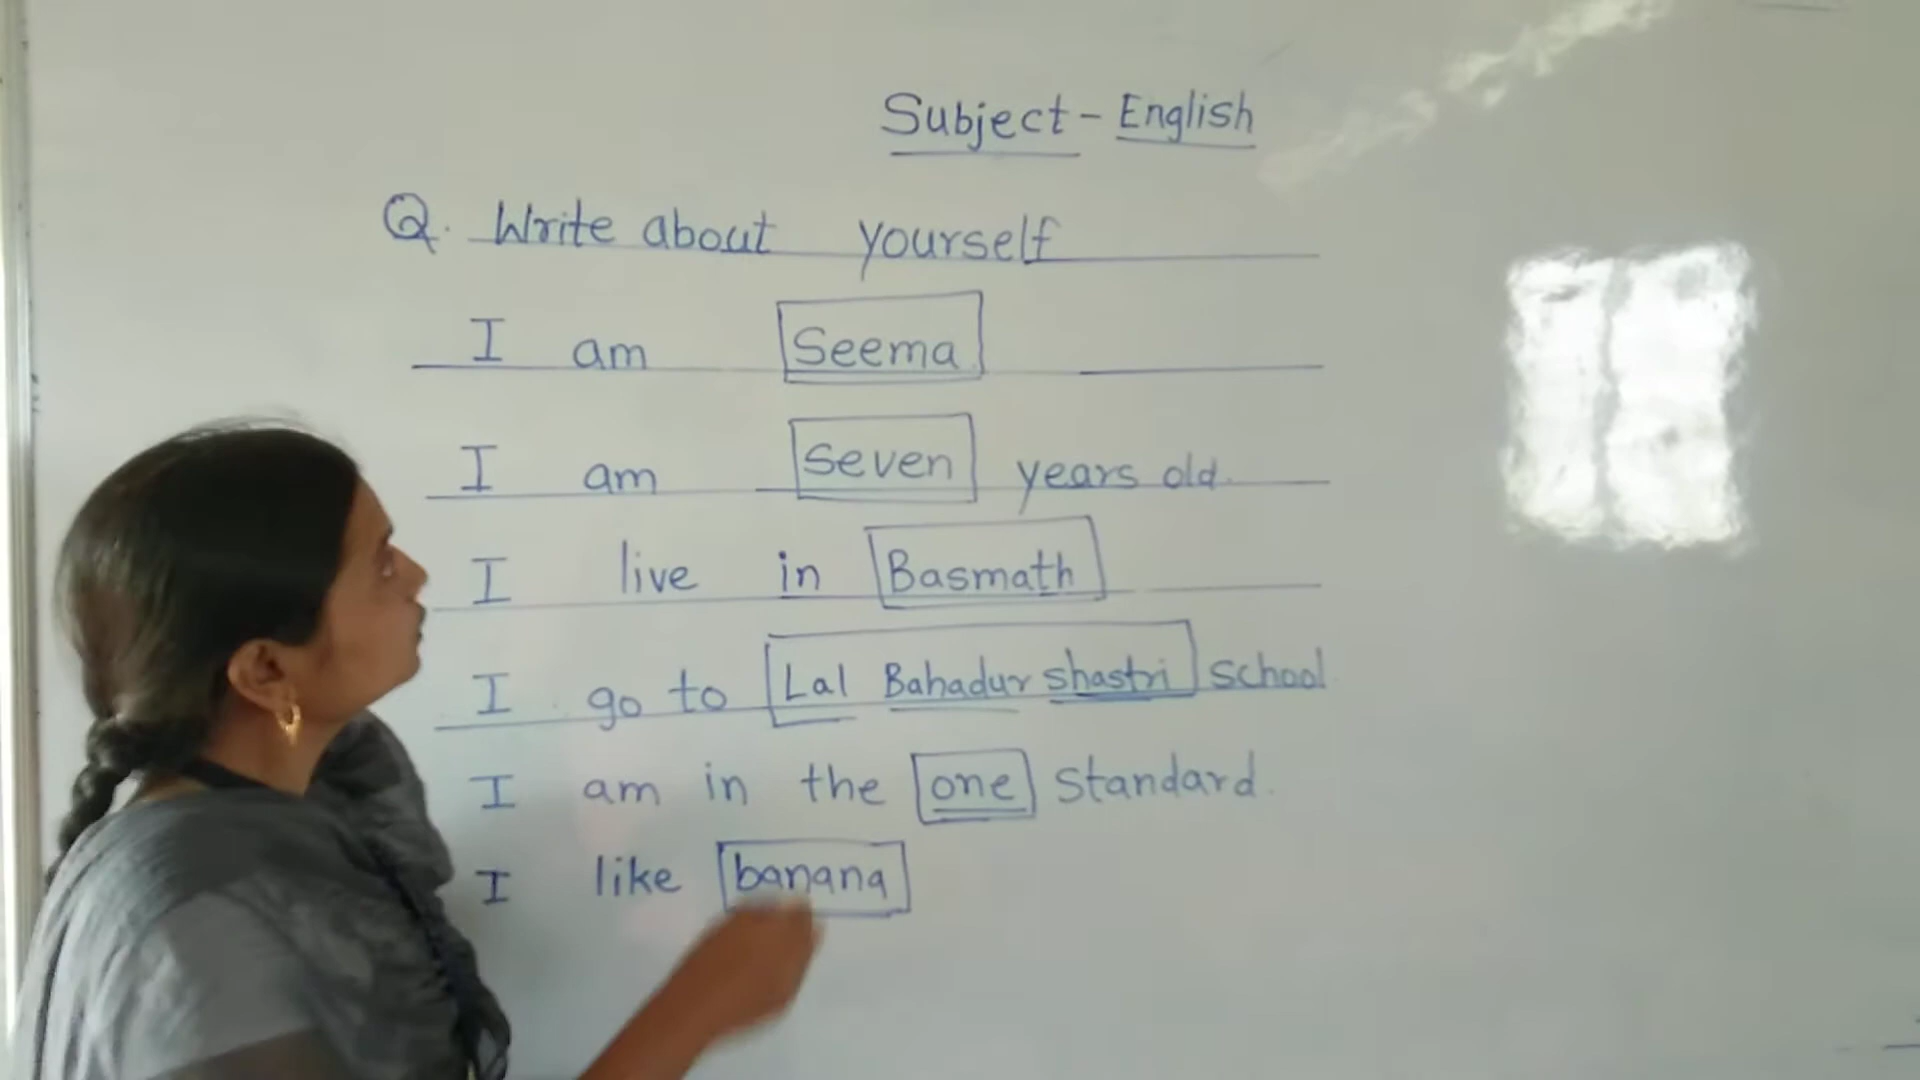 Subject - English
Q. Write about yourself
I am Seema
I am Seven years old.
I live in Basmath
I go to Lal Bahadur shastri school
I am in the one standard.
I like banana